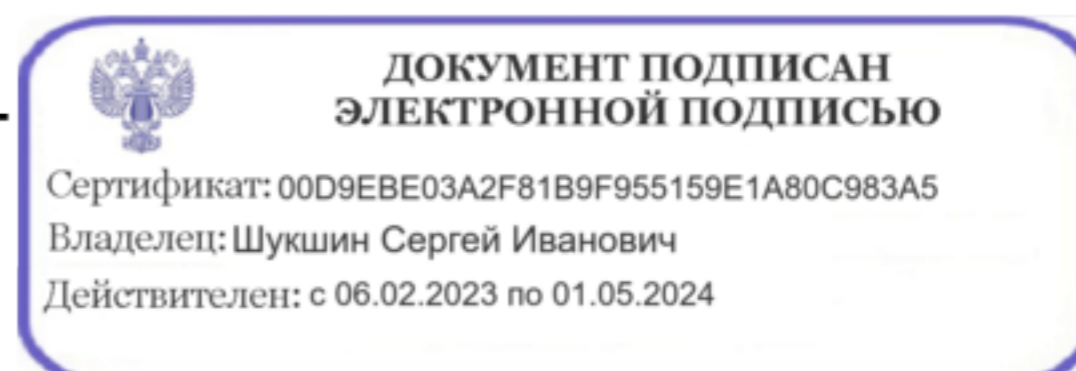 ДОКУМЕНТ ПОДПИСАН
ЭЛЕКТРОННОЙ ПОДПИСЬЮ
Сертификат: 00D9EBE03A2F81B9F955159E1A80C983A5
Владелец: Шукшин Сергей Иванович
Действителен: с 06.02.2023 по 01.05.2024